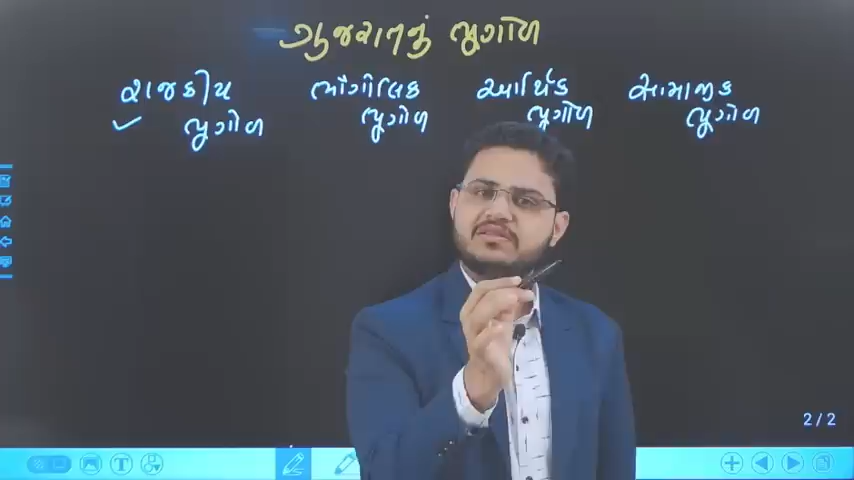 ગુજરાતનું ભુગોળ
રાજકીય ભૌગોલિક આર્થિક સામાજીક
ભુગોળ ભુગોળ ભુગોળ ભુગોળ
2/2